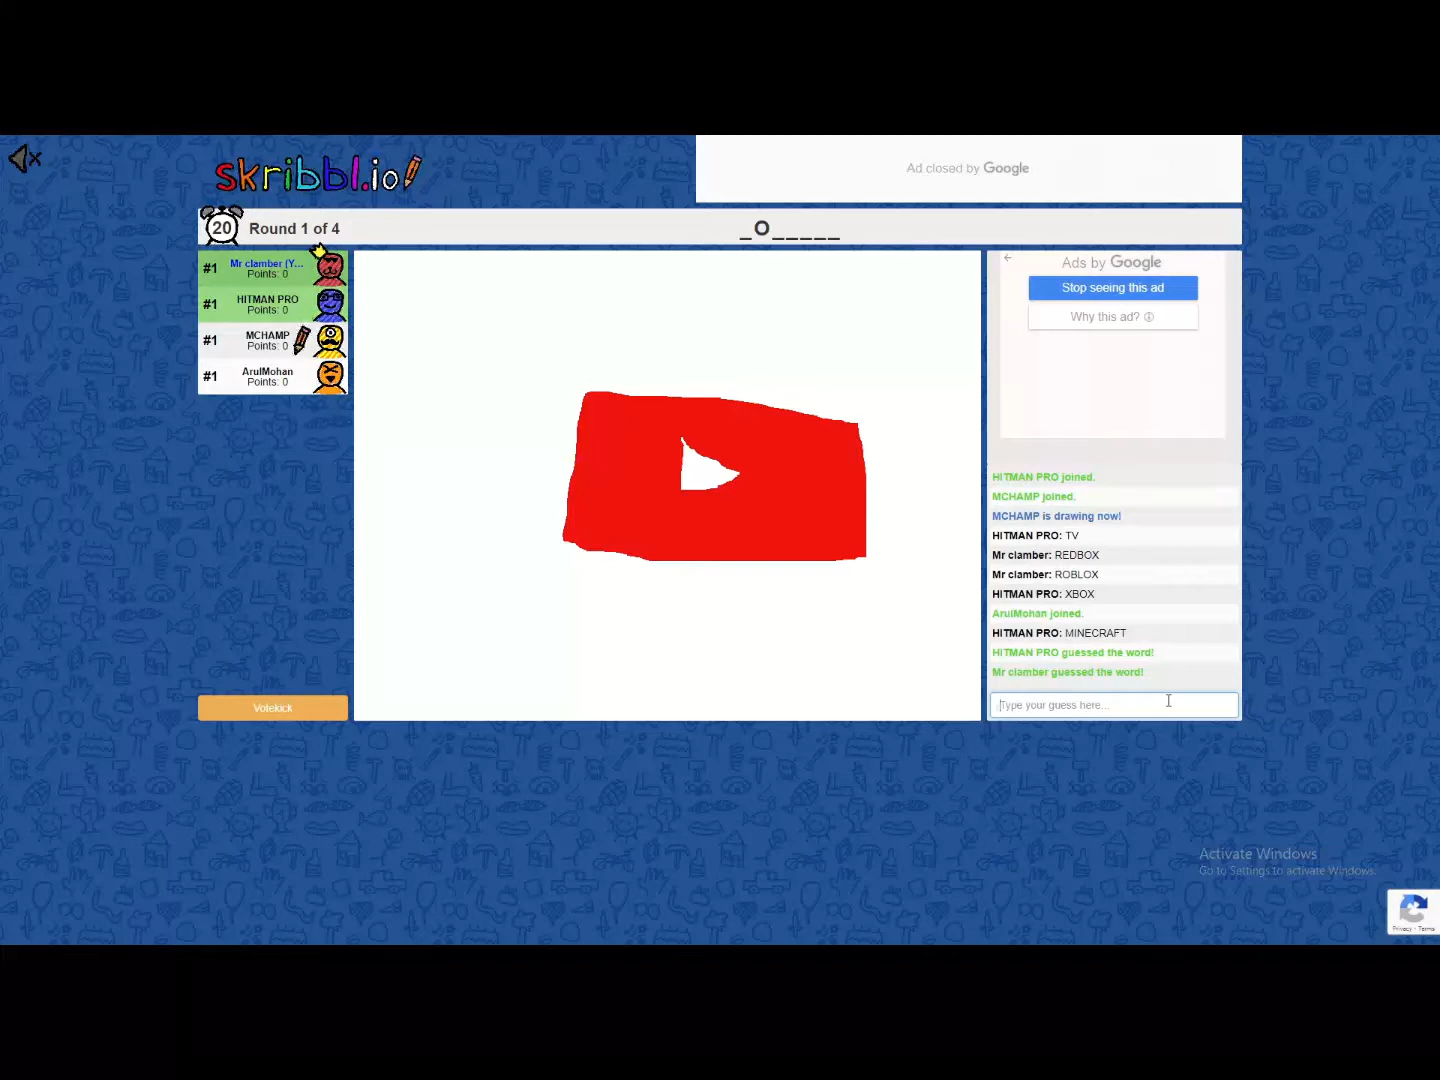 skribbl.io
Ad closed by Google
20
Round 1 of 4
_O_____
#1
Mr clamber (Y...
Points: 0
#1
HITMAN PRO
Points: 0
#1
MCHAMP
Points: 0
#1
ArulMohan
Points: 0
Votekick
Ads by Google
Stop seeing this ad
Why this ad?
HITMAN PRO joined.
MCHAMP joined.
MCHAMP is drawing now!
HITMAN PRO: TV
Mr clamber: REDBOX
Mr clamber: ROBLOX
HITMAN PRO: XBOX
ArulMohan joined.
HITMAN PRO: MINECRAFT
HITMAN PRO guessed the word!
Mr clamber guessed the word!
Type your guess here...
Activate Windows
Go to Settings to activate Windows.
Privacy - Terms